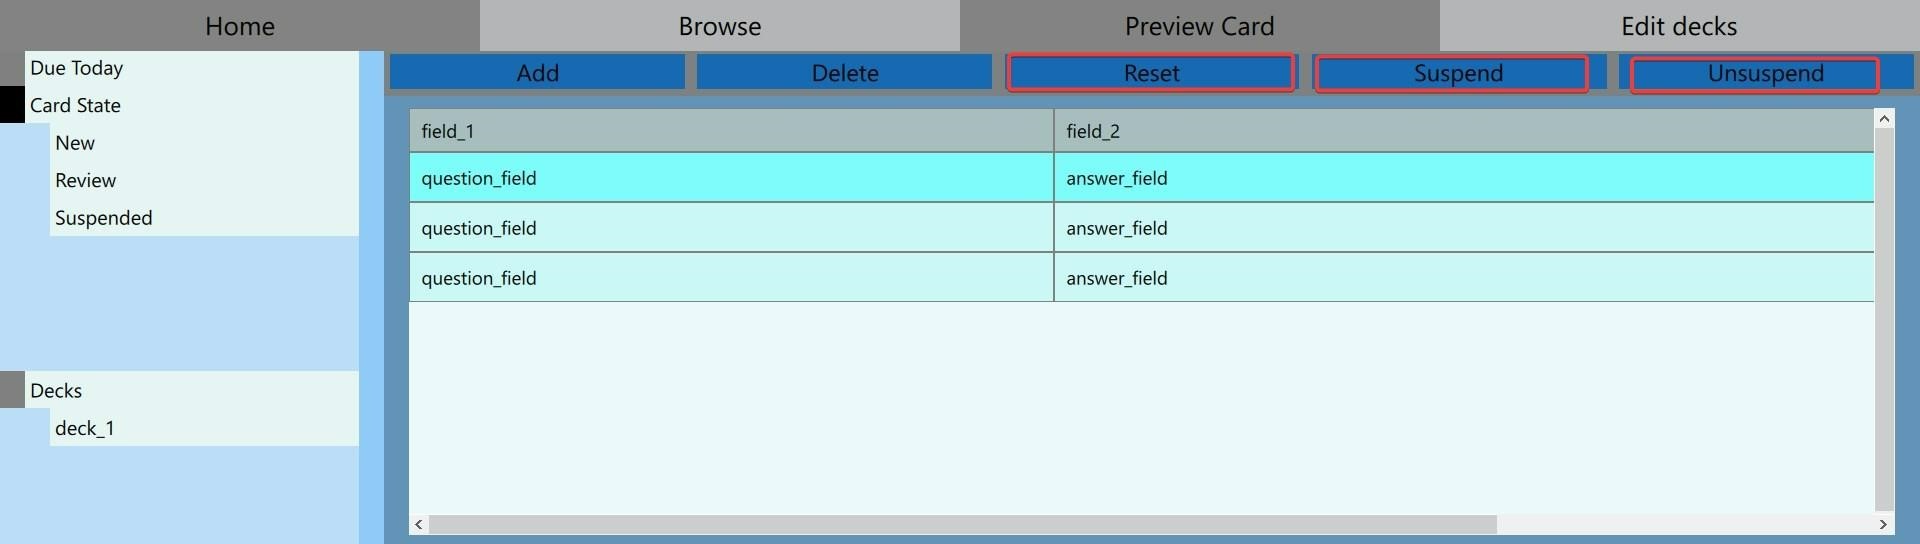 Home Browse Preview Card Edit decks
Add Delete Reset Suspend Unsuspend
Due Today
Card State
New
Review
Suspended
Decks
deck_1
field_1 field_2
question_field answer_field
question_field answer_field
question_field answer_field